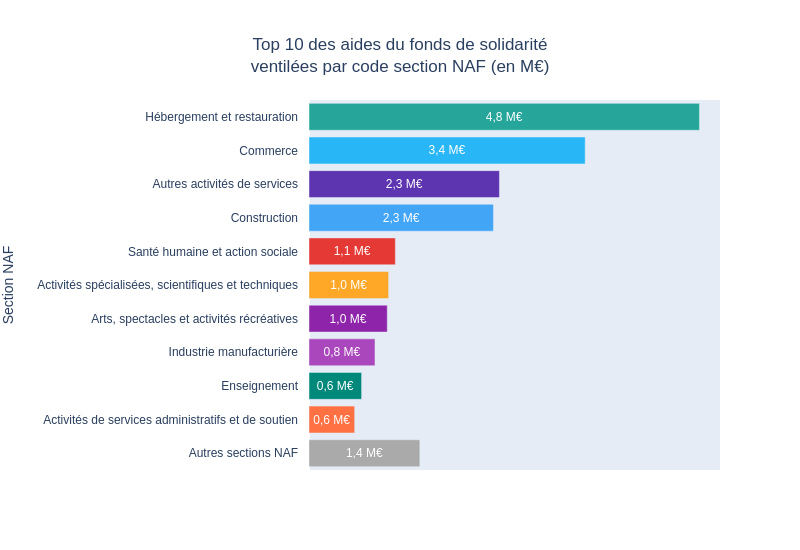 Top 10 des aides du fonds de solidarité
ventilées par code section NAF (en M€)
Section NAF
Hébergement et restauration 4,8 M€
Commerce 3,4 M€
Autres activités de services 2,3 M€
Construction 2,3 M€
Santé humaine et action sociale 1,1 M€
Activités spécialisées, scientifiques et techniques 1,0 M€
Arts, spectacles et activités récréatives 1,0 M€
Industrie manufacturière 0,8 M€
Enseignement 0,6 M€
Activités de services administratifs et de soutien 0,6 M€
Autres sections NAF 1,4 M€